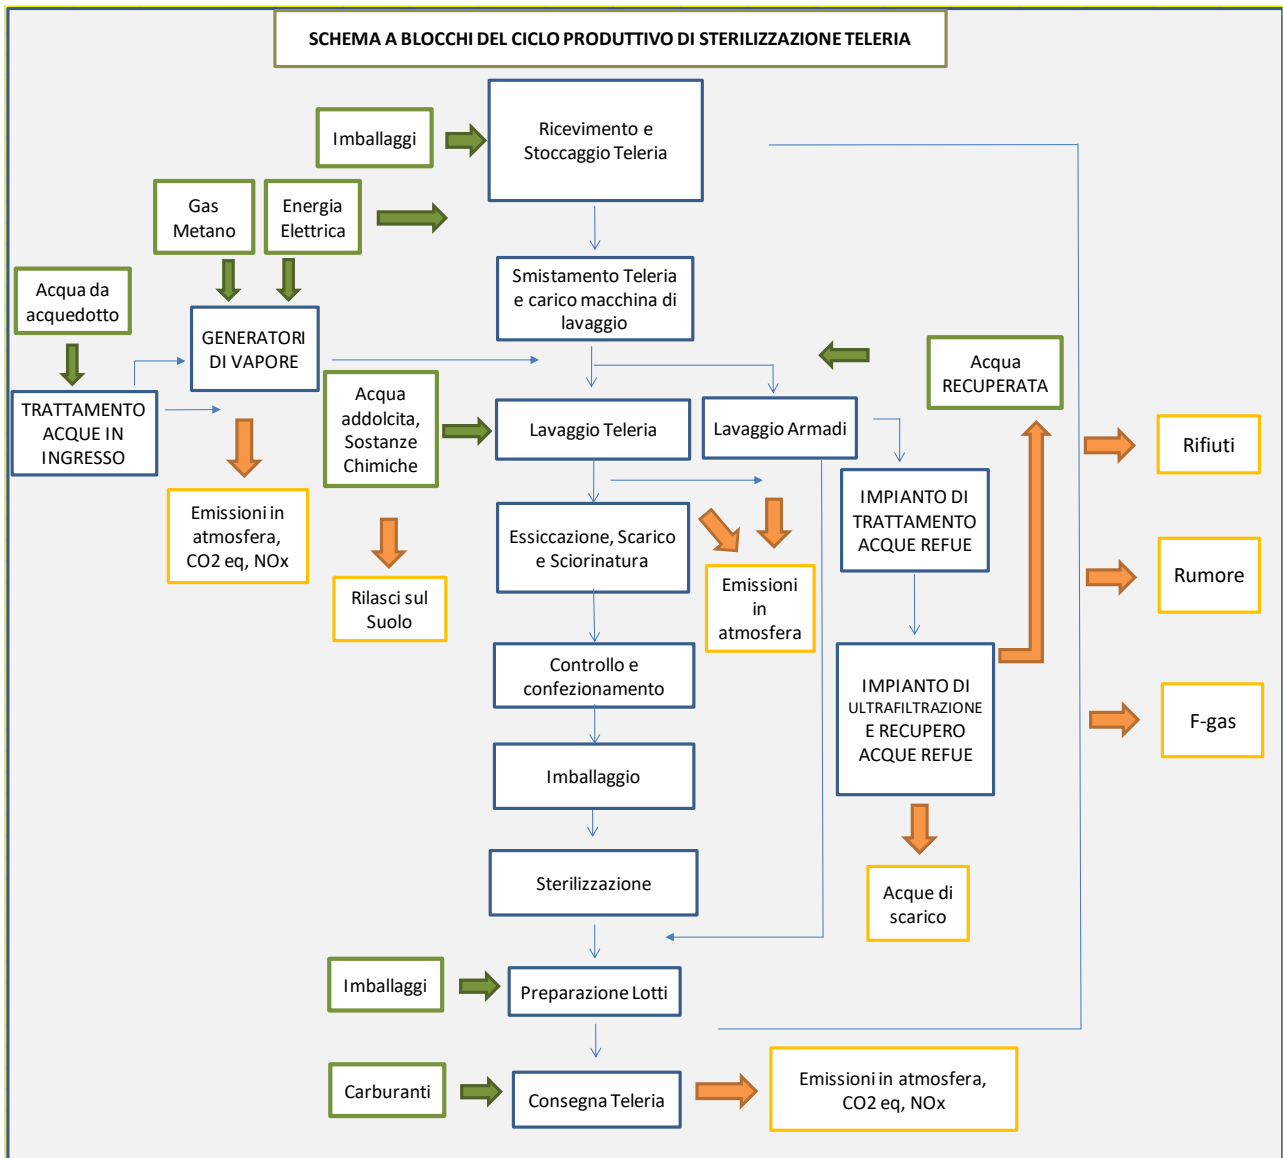 SCHEMA A BLOCCHI DEL CICLO PRODUTTIVO DI STERILIZZAZIONE TELERIA
Imballaggi
Ricevimento e
Stoccaggio Teleria
Gas
Metano
Energia
Elettrica
Acqua da
acquedotto
Smistamento Teleria
e carico macchina di
lavaggio
GENERATORI
DI VAPORE
Acqua
RECUPERATA
TRATTAMENTO
ACQUE IN
INGRESSO
Acqua
addolcita,
Sostanze
Chimiche
Lavaggio Teleria
Lavaggio Armadi
Rifiuti
Emissioni in
atmosfera,
CO2 eq, NOx
Essiccazione, Scarico
e Sciorinatura
IMPIANTO DI
TRATTAMENTO
ACQUE REFUE
Rilasci sul
Suolo
Emissioni
in
atmosfera
Rumore
Controllo e
confezionamento
IMPIANTO DI
ULTRAFILTRAZIONE
E RECUPERO
ACQUE REFUE
F-gas
Imballaggio
Sterilizzazione
Acque di
scarico
Imballaggi
Preparazione Lotti
Carburanti
Consegna Teleria
Emissioni in atmosfera,
CO2 eq, NOx